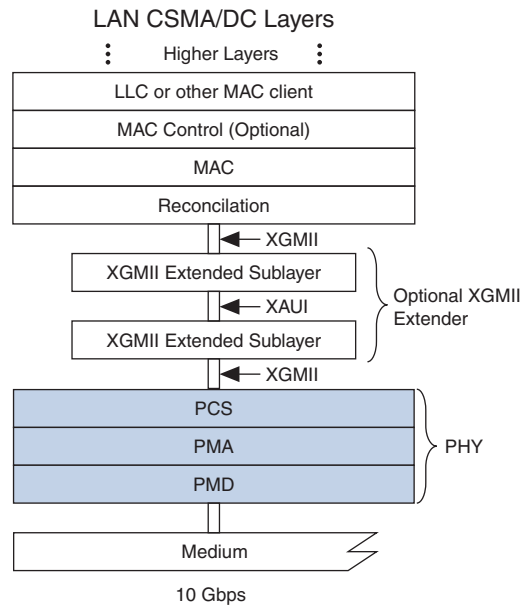 LAN CSMA/DC Layers
Higher Layers
LLC or other MAC client
MAC Control (Optional)
MAC
Reconcilation
XGMII
XGMII Extended Sublayer
XAUI
Optional XGMII
Extender
XGMII Extended Sublayer
XGMII
PCS
PMA
PHY
PMD
Medium
10 Gbps